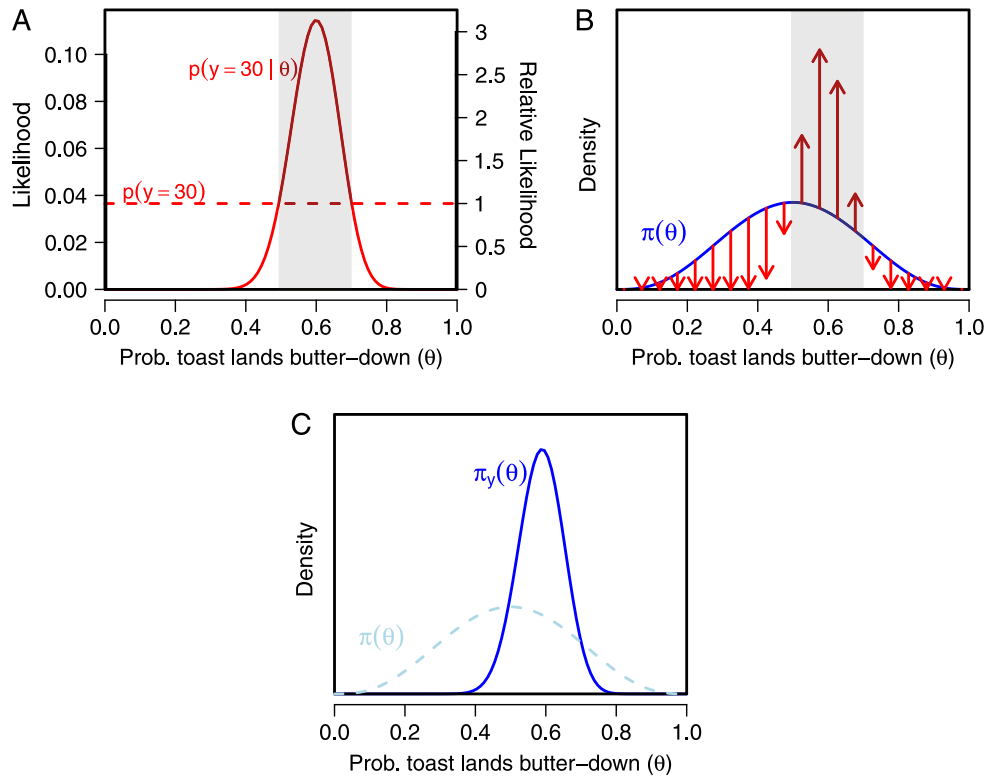 A
Likelihood
0.10
0.08
0.06
0.04
0.02
0.00
p(y = 30 | θ)
p(y = 30)
3
2.5
2
1.5
1
0.5
0
Relative Likelihood
0.0 0.2 0.4 0.6 0.8 1.0
Prob. toast lands butter−down (θ)
B
Density
π(θ)
0.0 0.2 0.4 0.6 0.8 1.0
Prob. toast lands butter−down (θ)
C
Density
π_y(θ)
π(θ)
0.0 0.2 0.4 0.6 0.8 1.0
Prob. toast lands butter−down (θ)